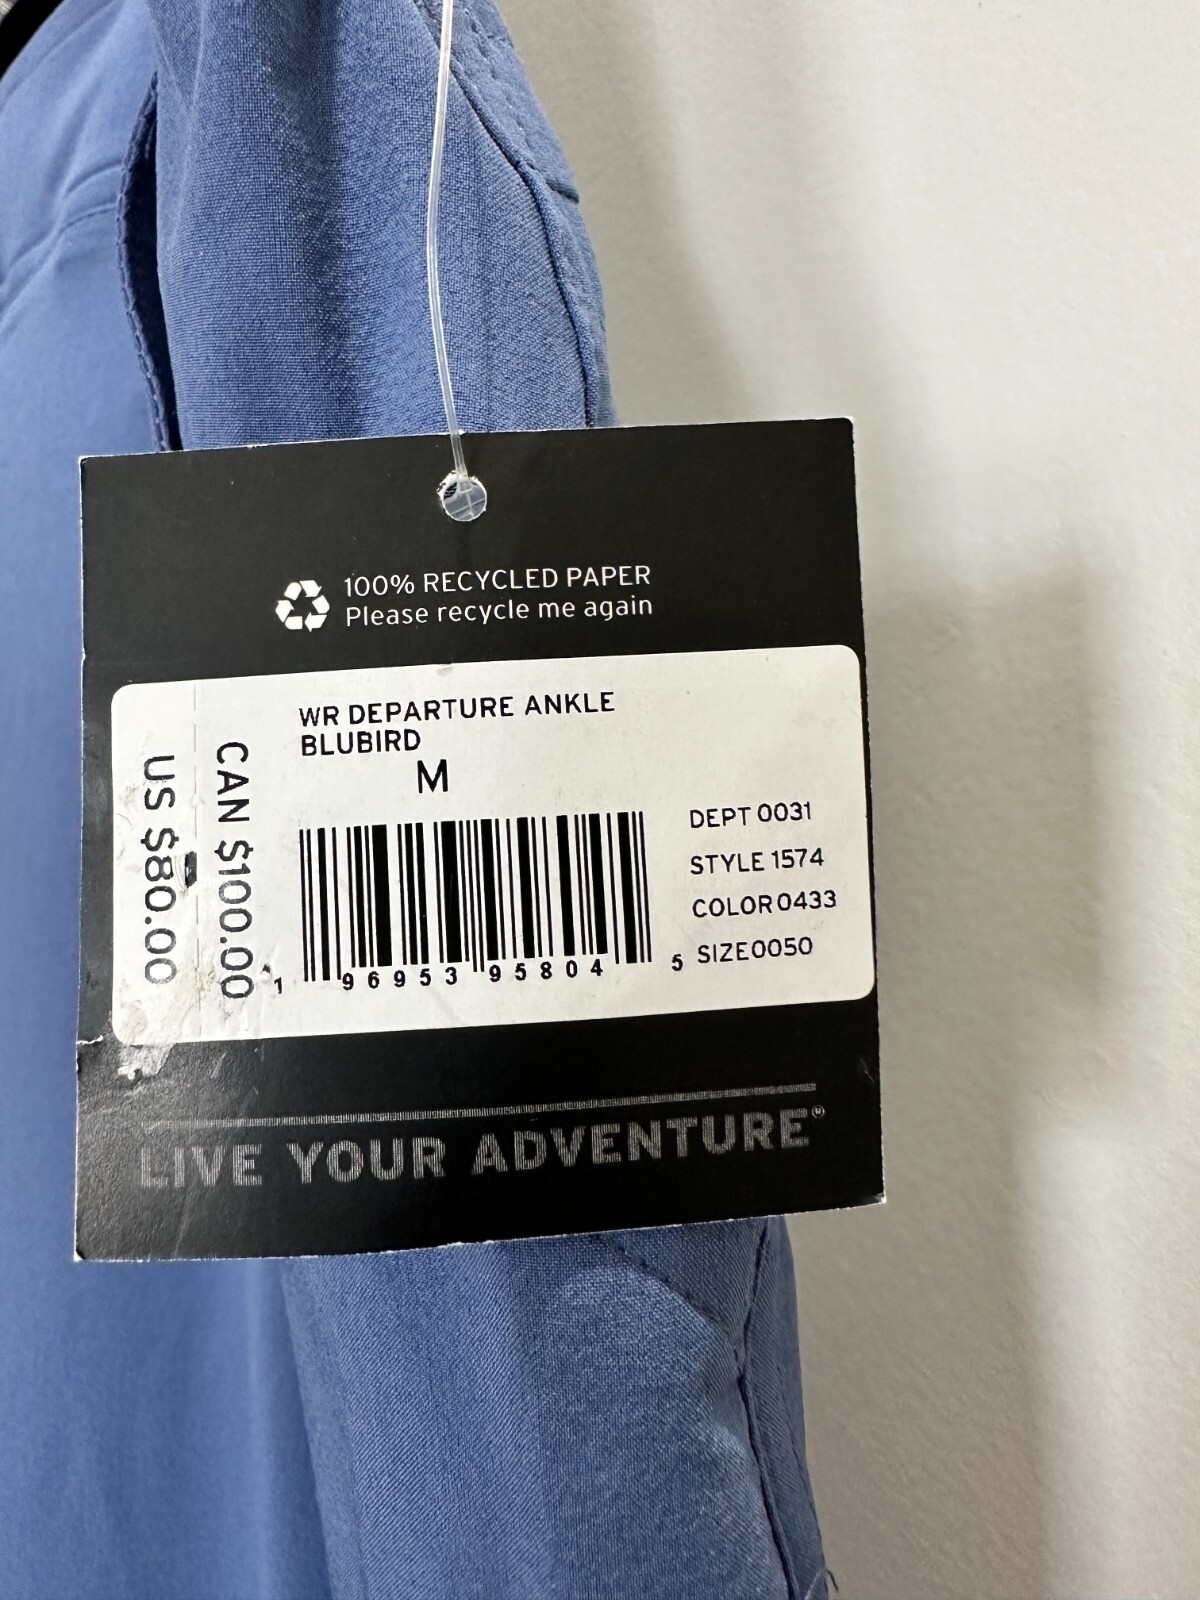 100% RECYCLED PAPER
Please recycle me again
WR DEPARTURE ANKLE
BLUBIRD
M
US $80.00
CAN $100.00
1 96953 95804 5
DEPT 0031
STYLE 1574
COLOR 0433
SIZE 0050
LIVE YOUR ADVENTURE®